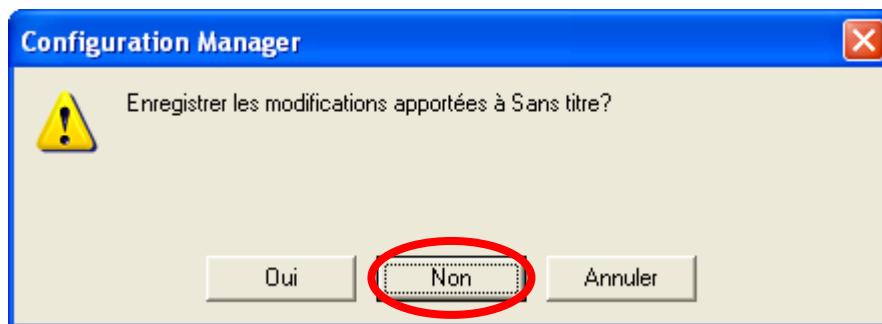 Configuration Manager
Enregistrer les modifications apportées à Sans titre?
Oui Non Annuler